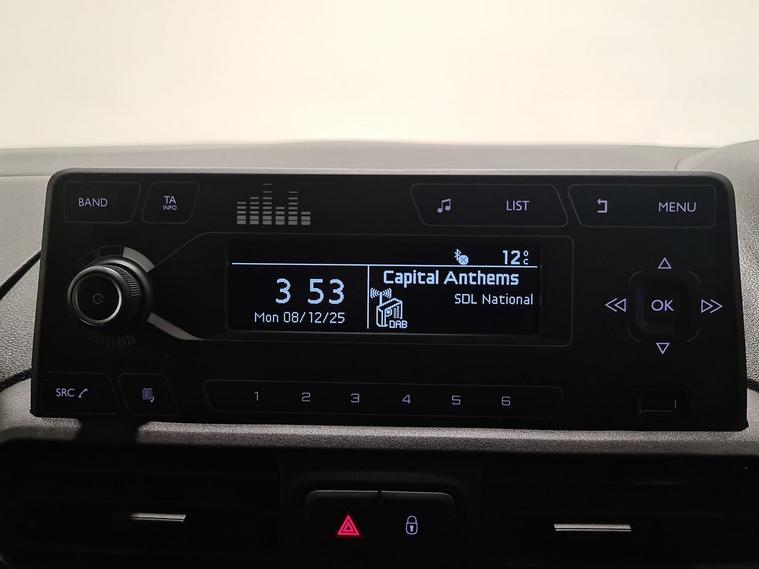 BAND
TA
INFO
LIST
MENU
12°C
3 53
Mon 08/12/25
Capital Anthems
SDL National
DAB
OK
SRC
1 2 3 4 5 6